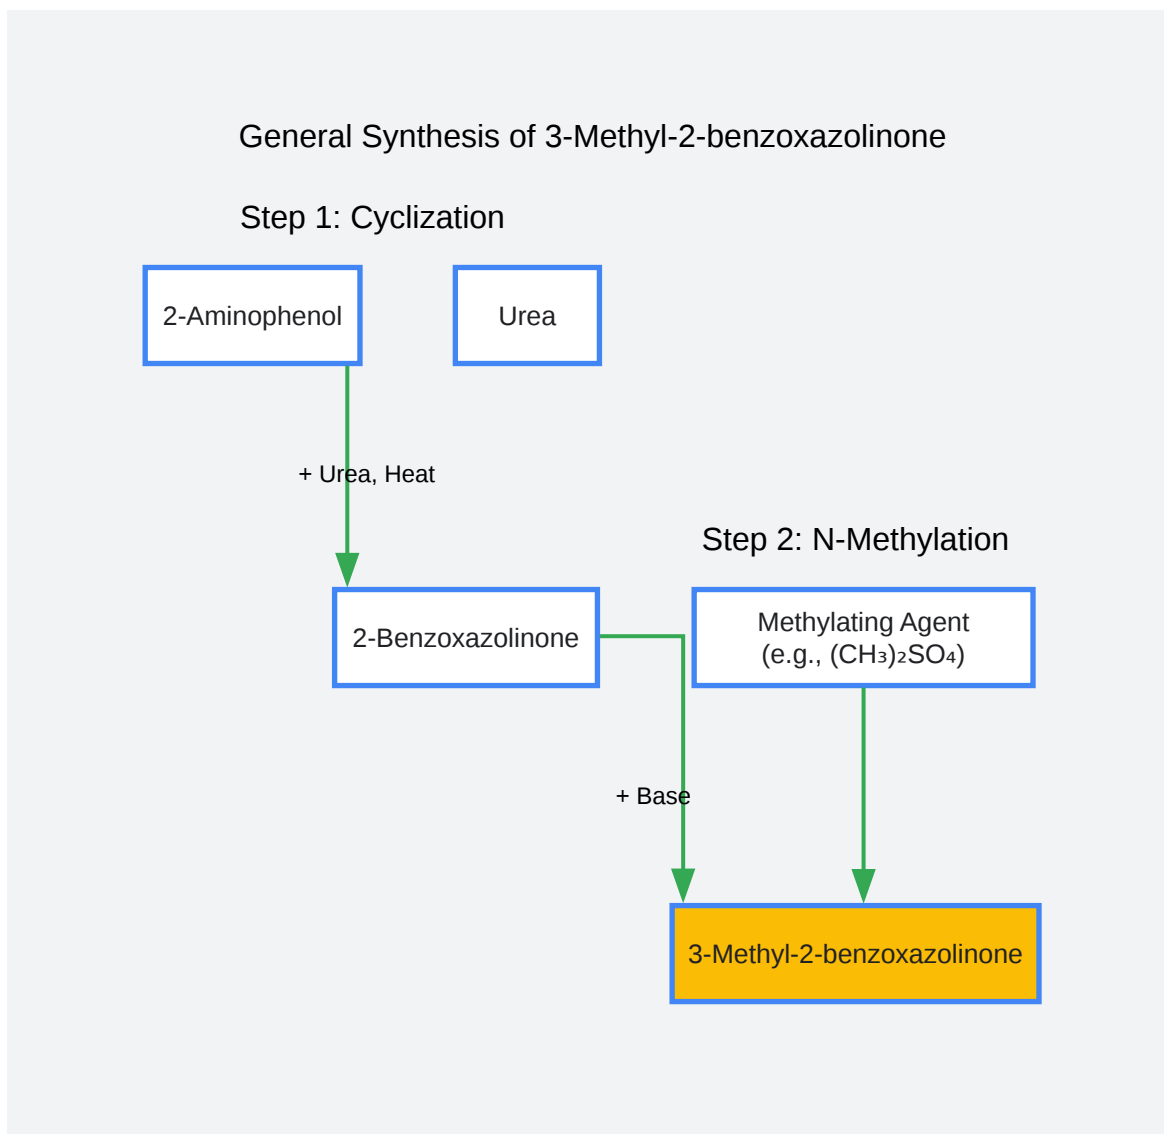 General Synthesis of 3-Methyl-2-benzoxazolinone
Step 1: Cyclization
2-Aminophenol
Urea
+ Urea, Heat
Step 2: N-Methylation
2-Benzoxazolinone
Methylating Agent
(e.g., (CH₃)₂SO₄)
+ Base
3-Methyl-2-benzoxazolinone